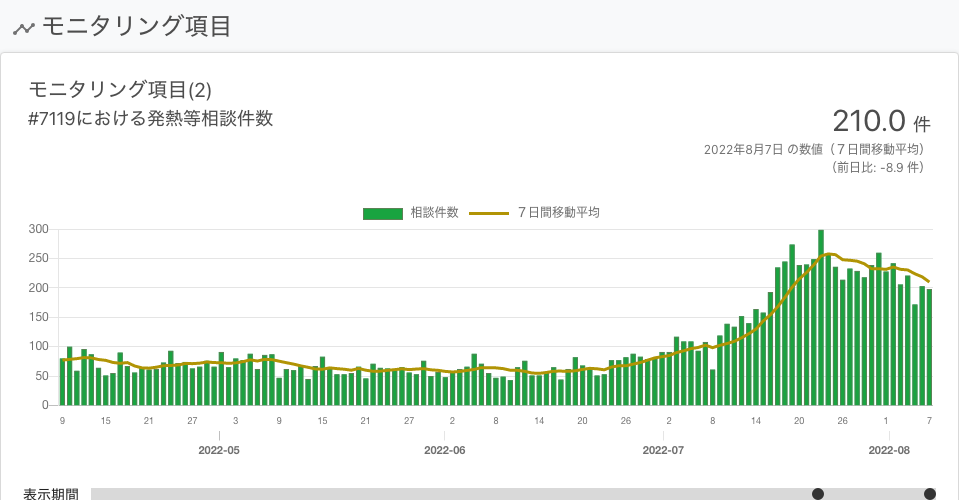 モニタリング項目
モニタリング項目(2)
#7119における発熱等相談件数
210.0 件
2022年8月7日 の数値（７日間移動平均）
（前日比: -8.9 件）
相談件数 ７日間移動平均
300
250
200
150
100
50
0
9 15 21 27 3 9 15 21 27 2 8 14 20 26 2 8 14 20 26 1 7
2022-05 2022-06 2022-07 2022-08
表示期間